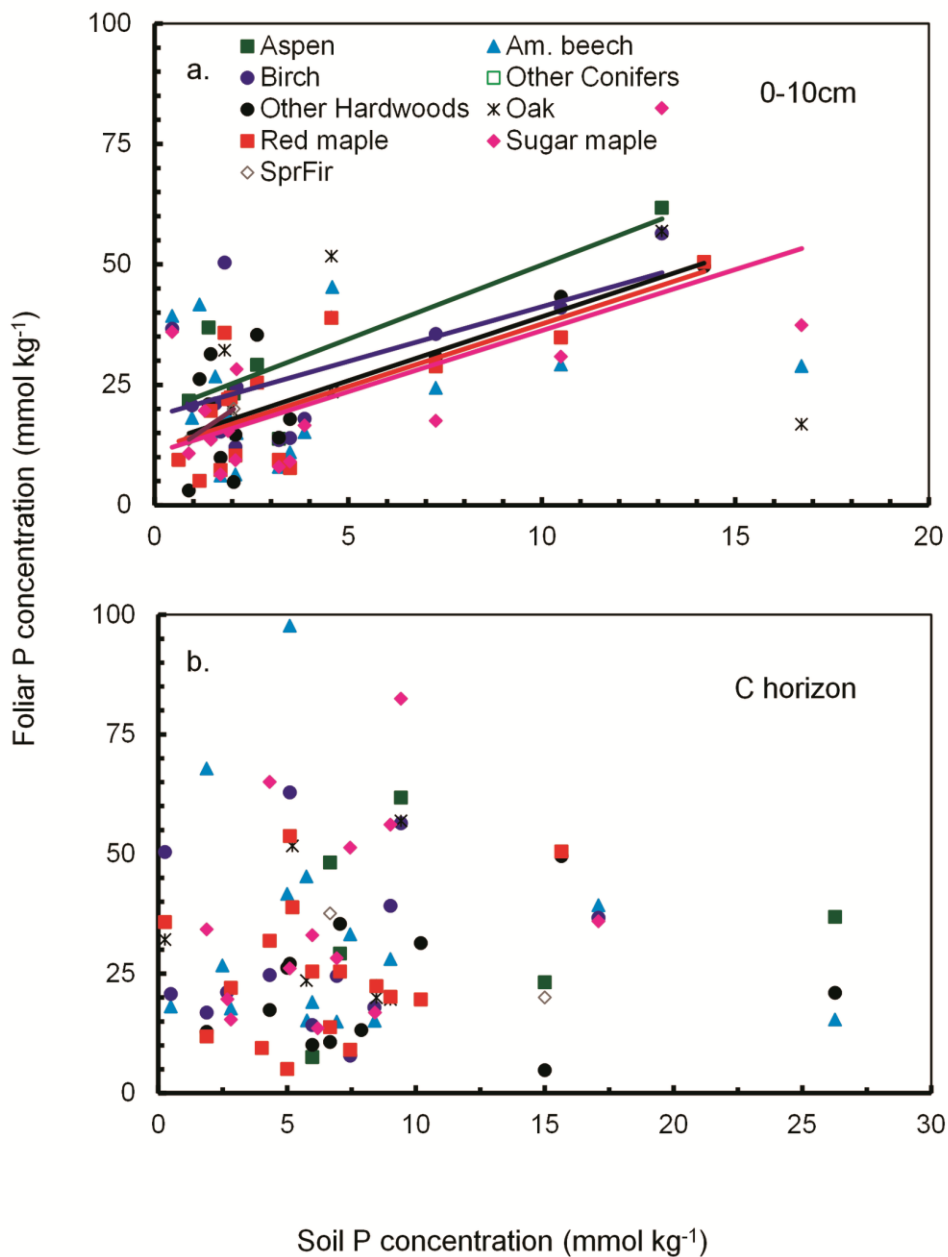 100
a.
Aspen
Am. beech
Birch
Other Conifers
0-10cm
Other Hardwoods
Oak
75
Red maple
Sugar maple
SprFir
50
25
0
0 5 10 15 20
Foliar P concentration (mmol kg-1)
100
b.
C horizon
75
50
25
0
0 5 10 15 20 25 30
Soil P concentration (mmol kg-1)